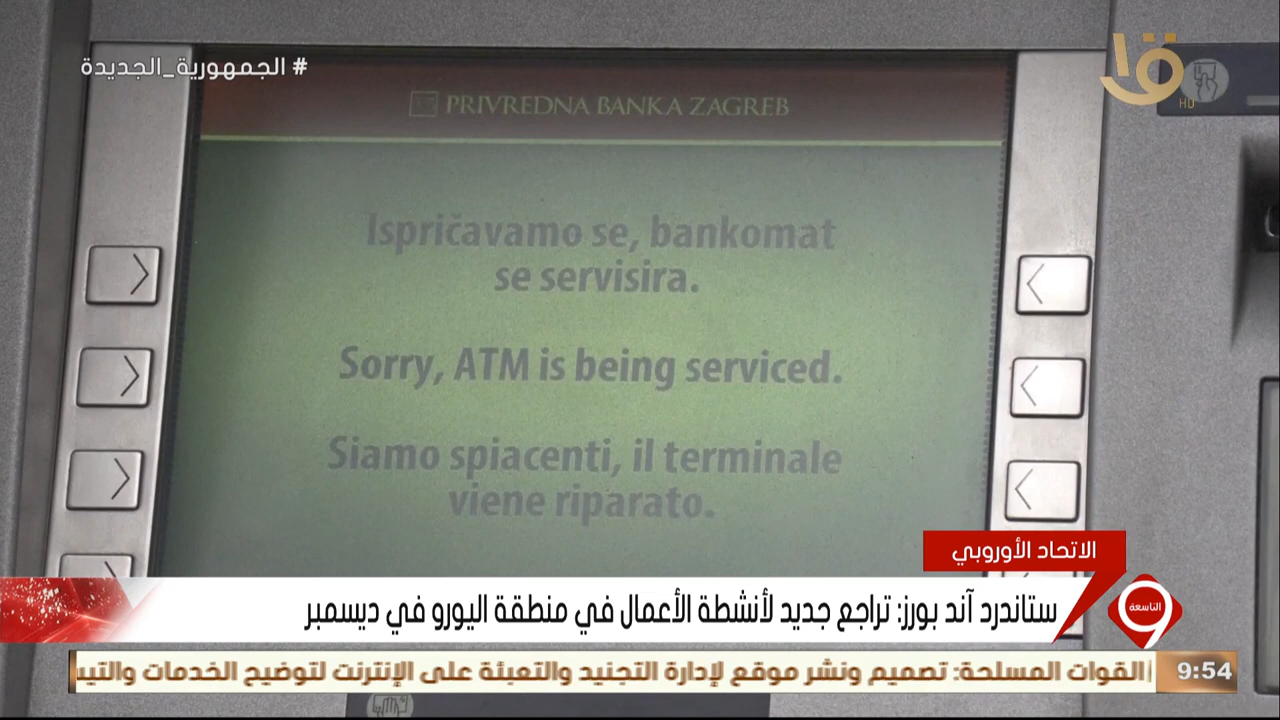 # الجمهورية_الجديدة
HD
PRIVREDNA BANKA ZAGREB
Ispričavamo se, bankomat
se servisira.
Sorry, ATM is being serviced.
Siamo spiacenti, il terminale
viene riparato.
الاتحاد الأوروبي
ستاندرد آند بورز: تراجع جديد لأنشطة الأعمال في منطقة اليورو في ديسمبر
التاسعة
9
القوات المسلحة: تصميم ونشر موقع لإدارة التجنيد والتعبئة على الإنترنت لتوضيح الخدمات
9:54